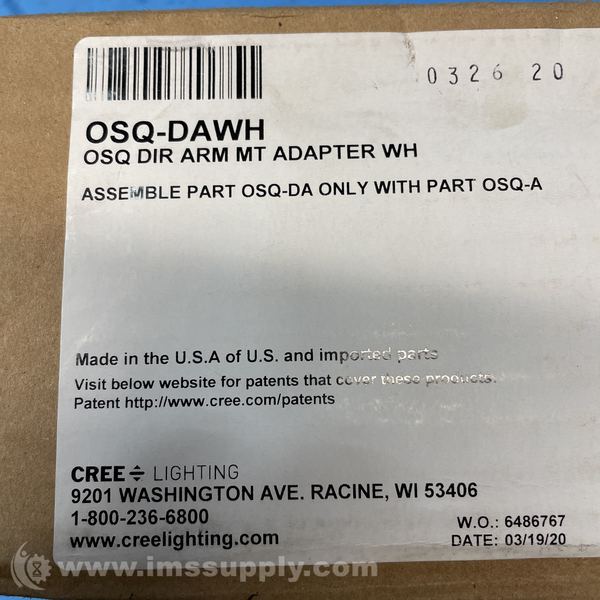 0326 20
OSQ-DAWH
OSQ DIR ARM MT ADAPTER WH
ASSEMBLE PART OSQ-DA ONLY WITH PART OSQ-A
Made in the U.S.A of U.S. and imported parts
Visit below website for patents that cover these products.
Patent http://www.cree.com/patents
CREE LIGHTING
9201 WASHINGTON AVE. RACINE, WI 53406
1-800-236-6800
W.O.: 6486767
www.creelighting.com
DATE: 03/19/20
© www.imssupply.com